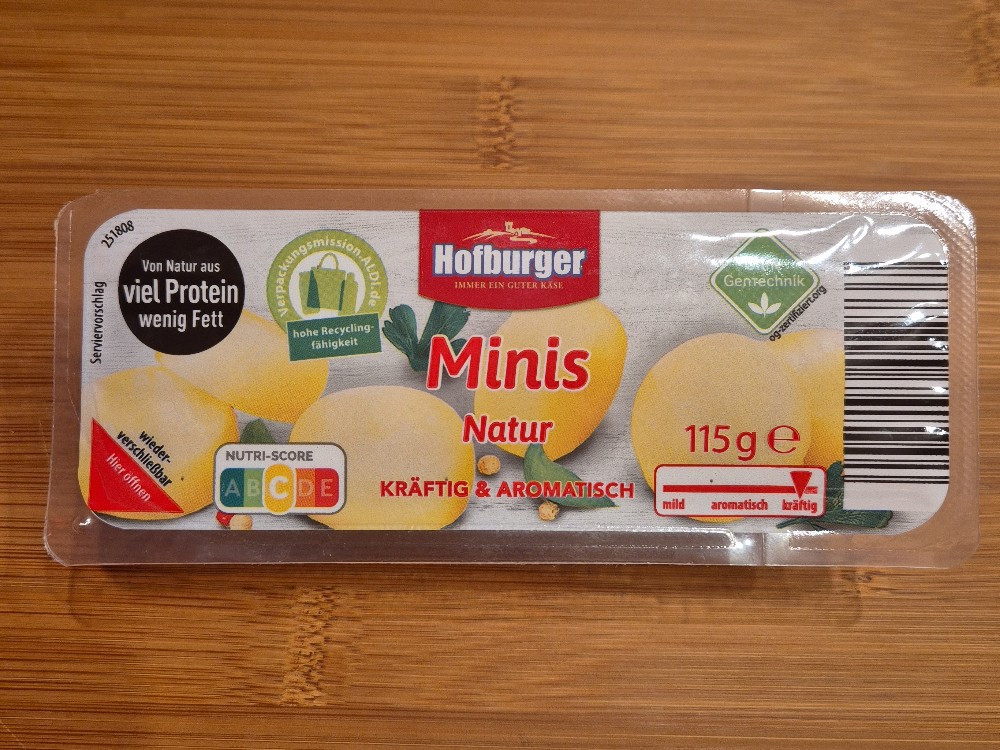 251808
Serviervorschlag
Von Natur aus
viel Protein
wenig Fett
Verpackungsmission.ALDI.de
hohe Recycling-
fähigkeit
Hofburger
IMMER EIN GUTER KÄSE
Gentechnik
og-zertifiziert.org
Minis
Natur
KRÄFTIG & AROMATISCH
115 g e
mild aromatisch kräftig
wieder-
verschließbar
Hier öffnen
NUTRI-SCORE
A B C D E